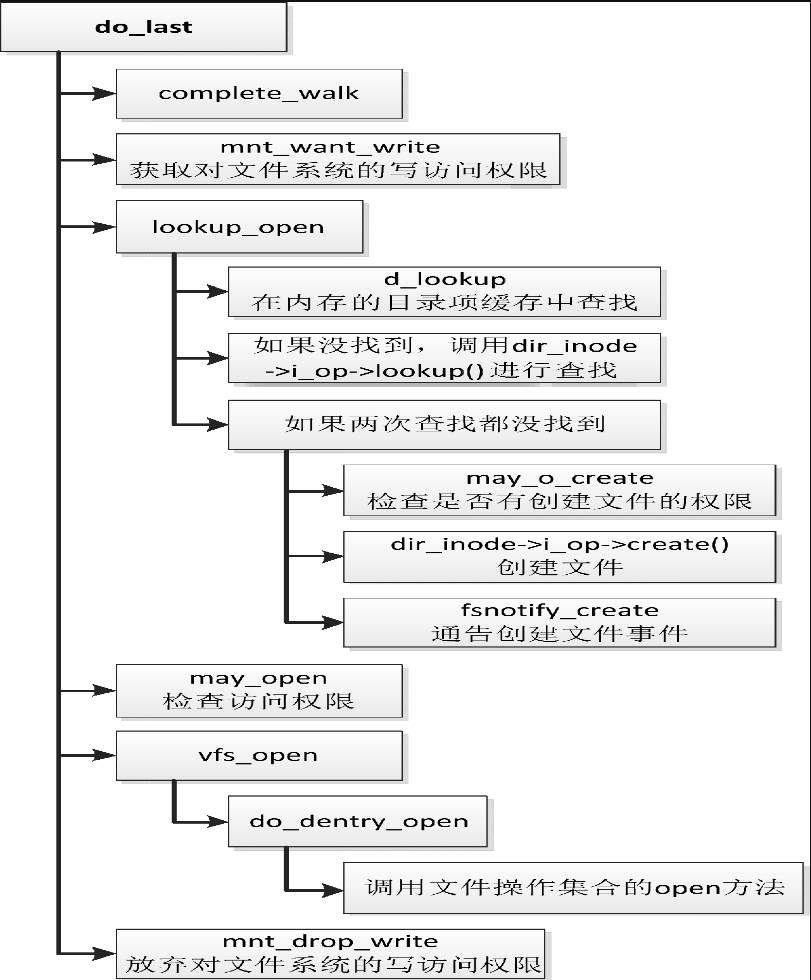 do_last
complete_walk
mnt_want_write
获取对文件系统的写访问权限
lookup_open
d_lookup
在内存的目录项缓存中查找
如果没找到，调用dir_inode
->i_op->lookup()进行查找
如果两次查找都没找到
may_o_create
检查是否有创建文件的权限
dir_inode->i_op->create()
创建文件
fsnotify_create
通告创建文件事件
may_open
检查访问权限
vfs_open
do_dentry_open
调用文件操作集合的open方法
mnt_drop_write
放弃对文件系统的写访问权限